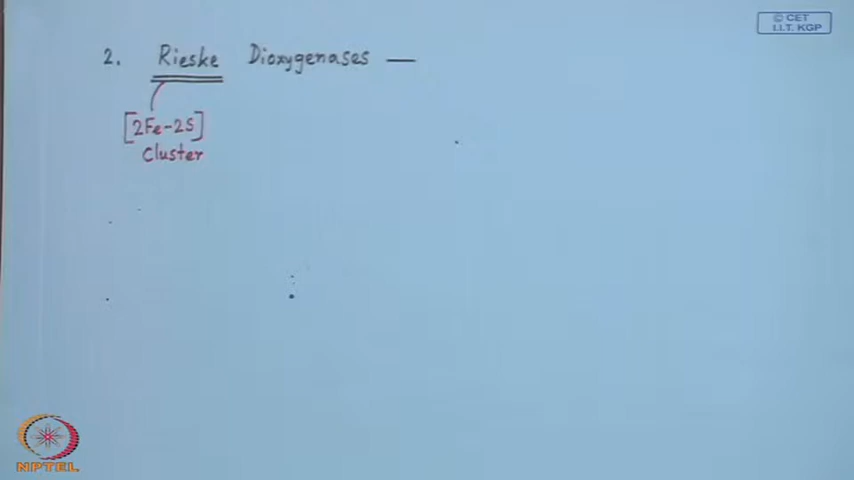 © CET
I.I.T. KGP
2. Rieske Dioxygenases —
[2Fe-2S]
Cluster
NPTEL